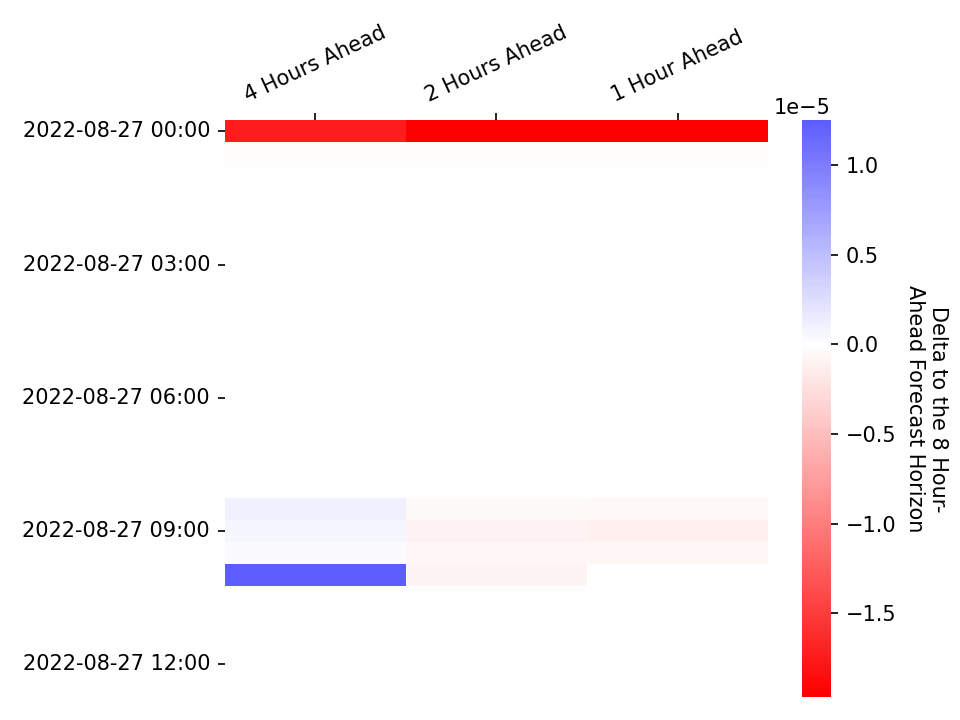 4 Hours Ahead
2 Hours Ahead
1 Hour Ahead
1e−5
2022-08-27 00:00
2022-08-27 03:00
2022-08-27 06:00
2022-08-27 09:00
2022-08-27 12:00
1.0
0.5
0.0
−0.5
−1.0
−1.5
Delta to the 8 Hour-
Ahead Forecast Horizon